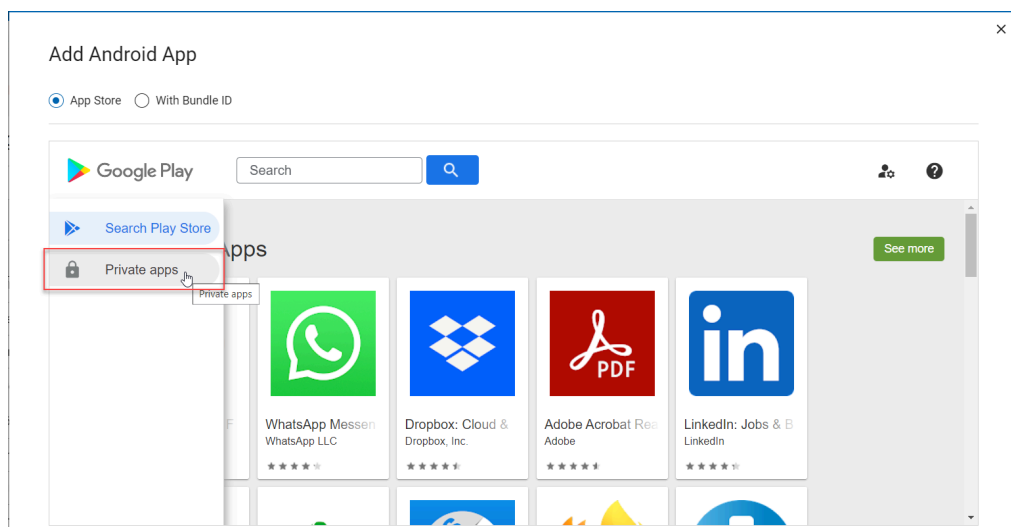 Add Android App
App Store With Bundle ID
Google Play Search
Search Play Store
Private apps
Private apps
See more
WhatsApp Messen
WhatsApp LLC
Dropbox: Cloud &
Dropbox, Inc.
PDF
Adobe Acrobat Rea
Adobe
in
LinkedIn: Jobs & B
LinkedIn